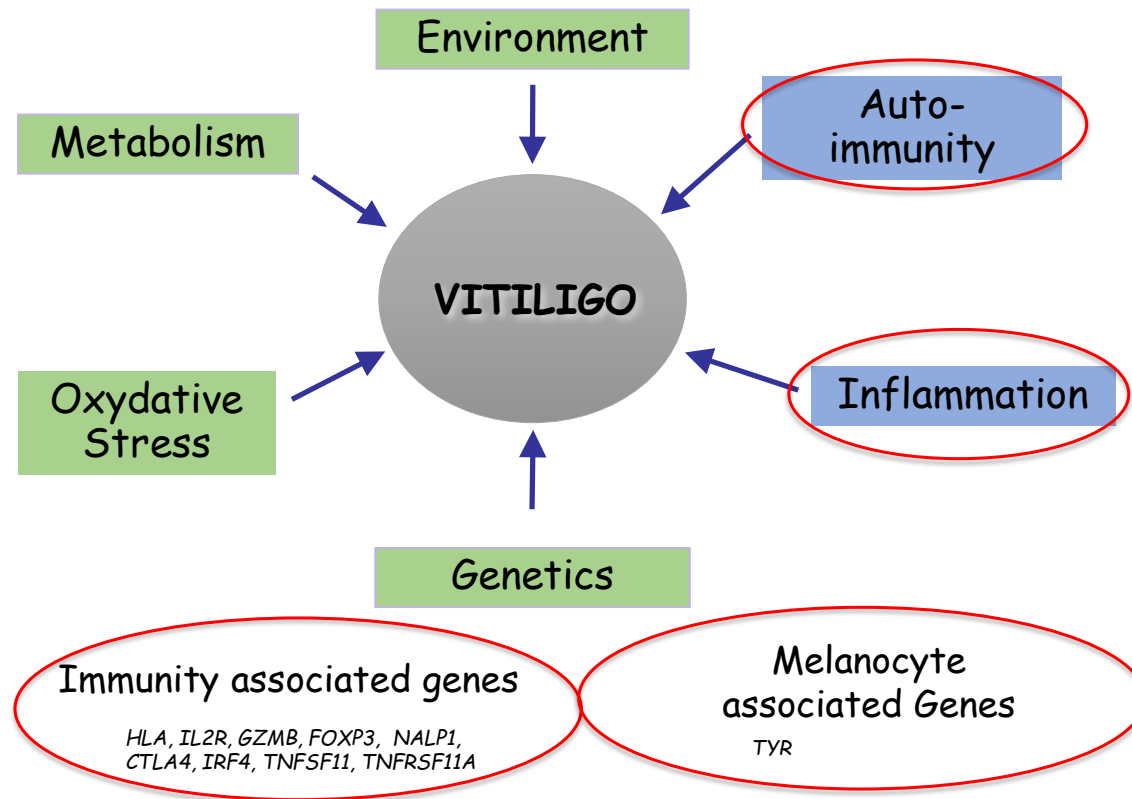 Environment
Auto-
immunity
Metabolism
VITILIGO
Oxydative
Stress
Inflammation
Genetics
Immunity associated genes
HLA, IL2R, GZMB, FOXP3, NALP1,
CTLA4, IRF4, TNFSF11, TNFRSF11A
Melanocyte
associated Genes
TYR